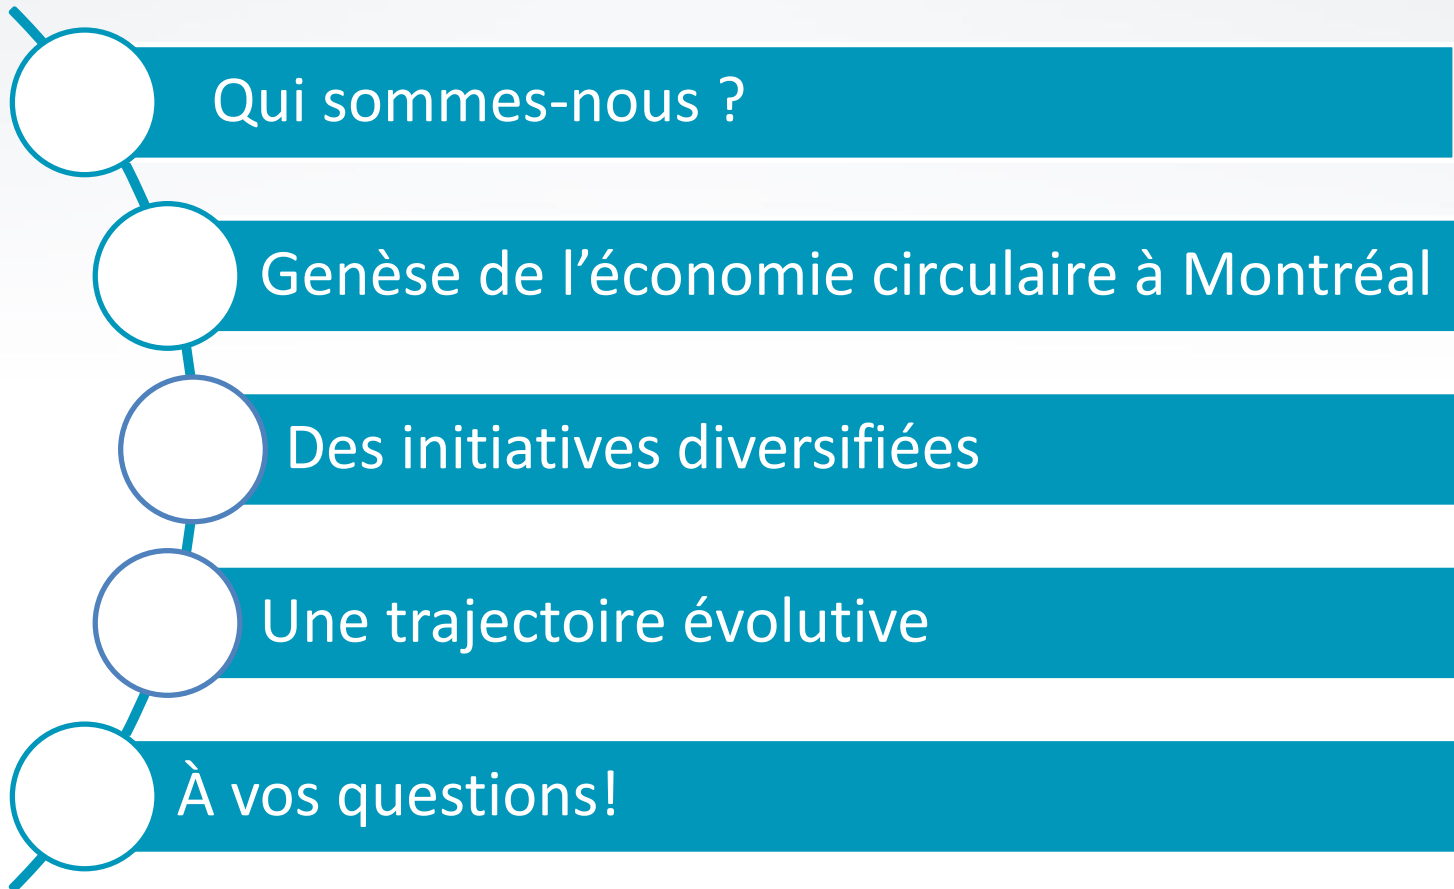 Qui sommes-nous ?
Genèse de l’économie circulaire à Montréal
Des initiatives diversifiées
Une trajectoire évolutive
À vos questions!